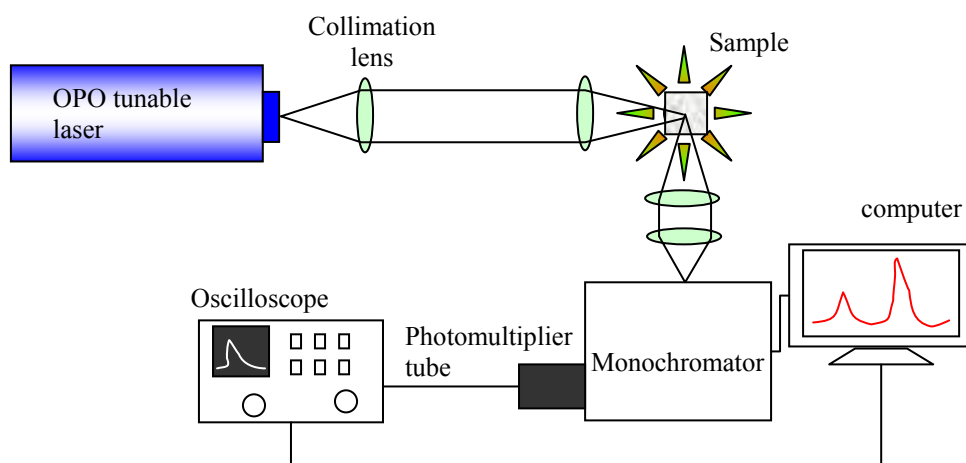 Collimation
lens
Sample
OPO tunable
laser
computer
Oscilloscope
Photomultiplier
tube
Monochromator